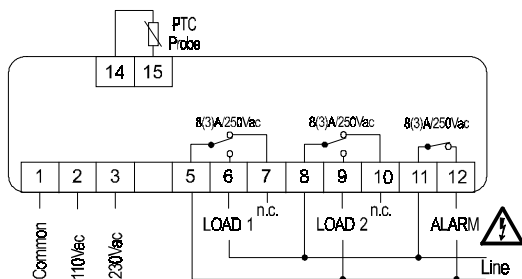 PTC
Probe
14 15
8(3)A/250Vac 8(3)A/250Vac 8(3)A/250Vac
1 2 3 5 6 7 8 9 10 11 12
n.c. n.c.
LOAD 1 LOAD 2 ALARM
Common
110Vac
230Vac
Line